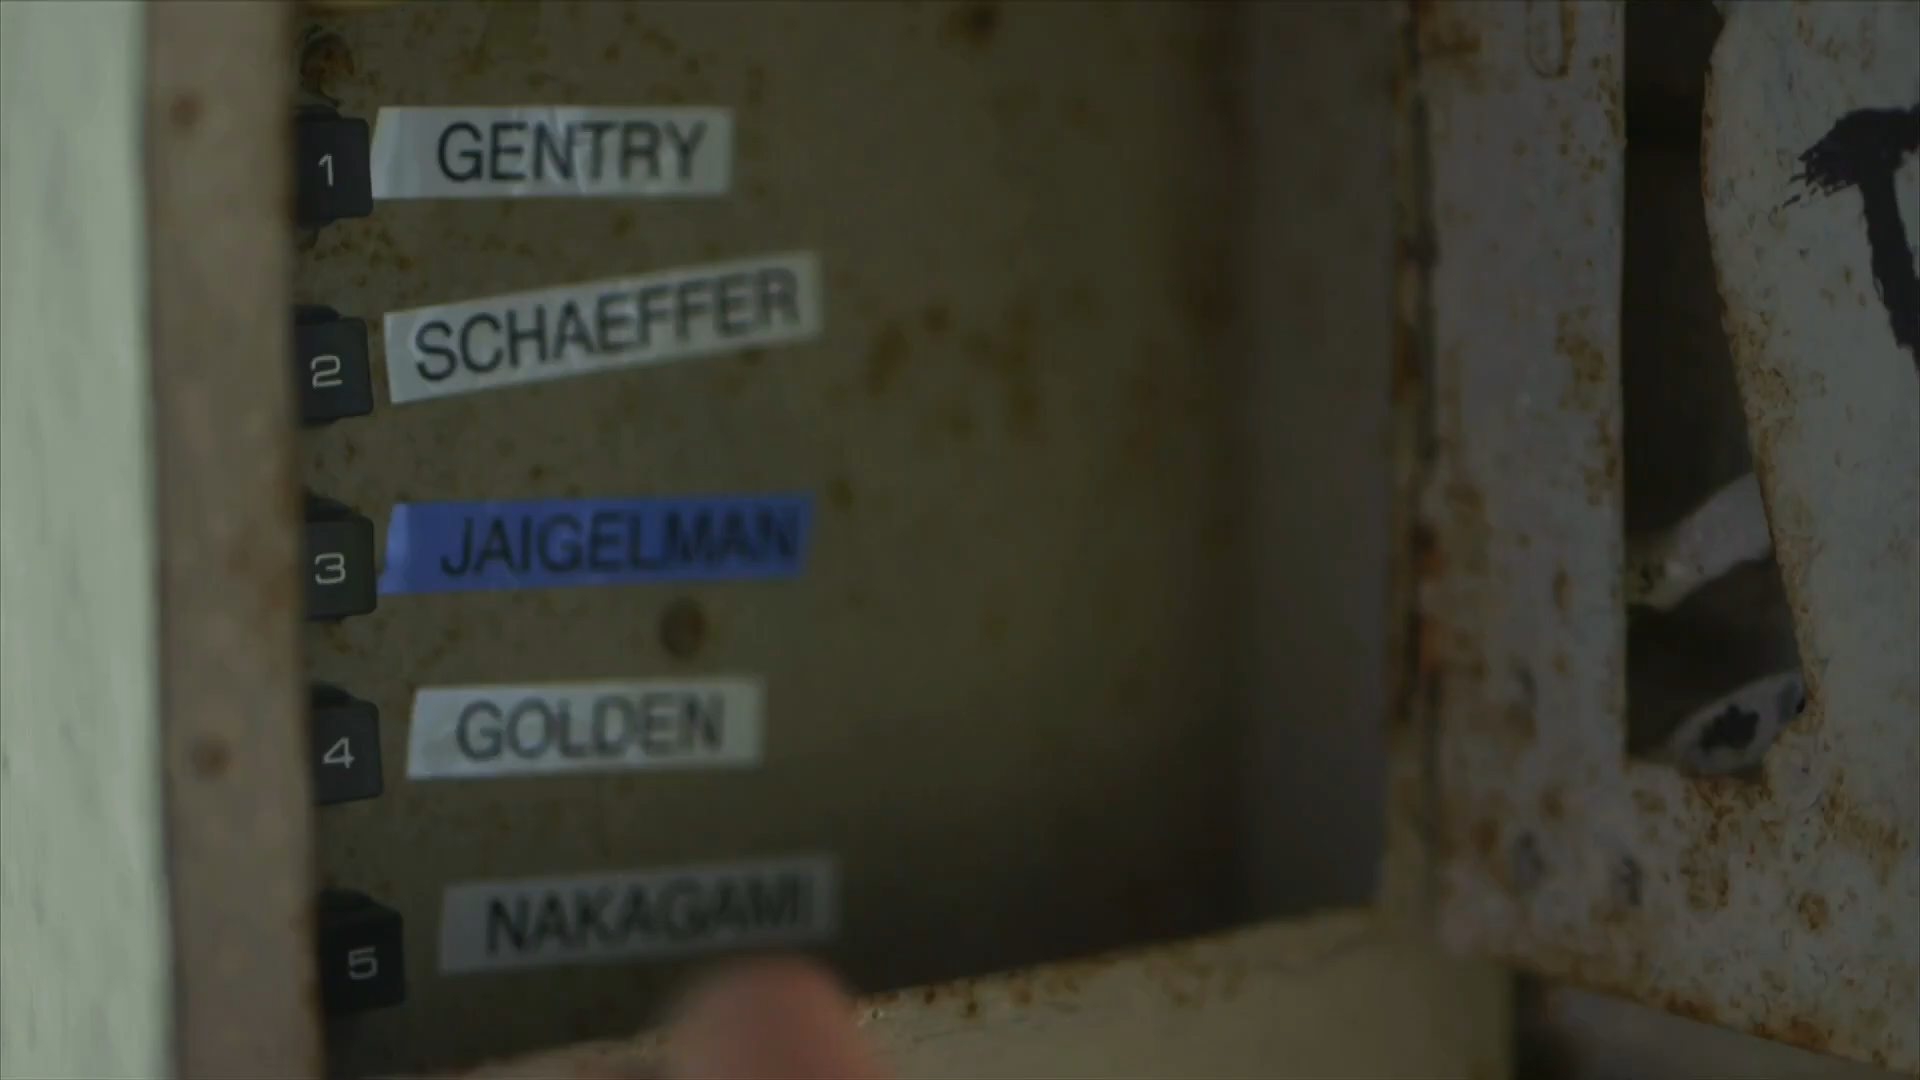 1 GENTRY
2 SCHAEFFER
3 JAIGELMAN
4 GOLDEN
5 NAKAGAMI